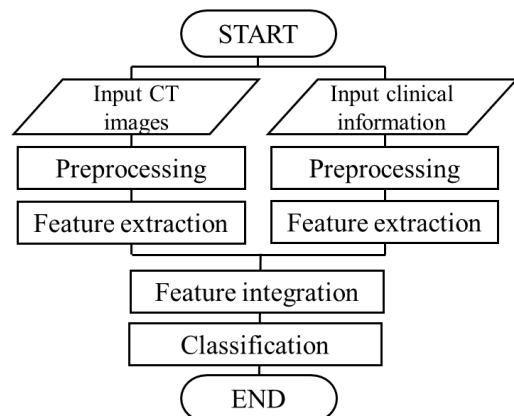 START
Input CT
images
Input clinical
information
Preprocessing
Preprocessing
Feature extraction
Feature extraction
Feature integration
Classification
END